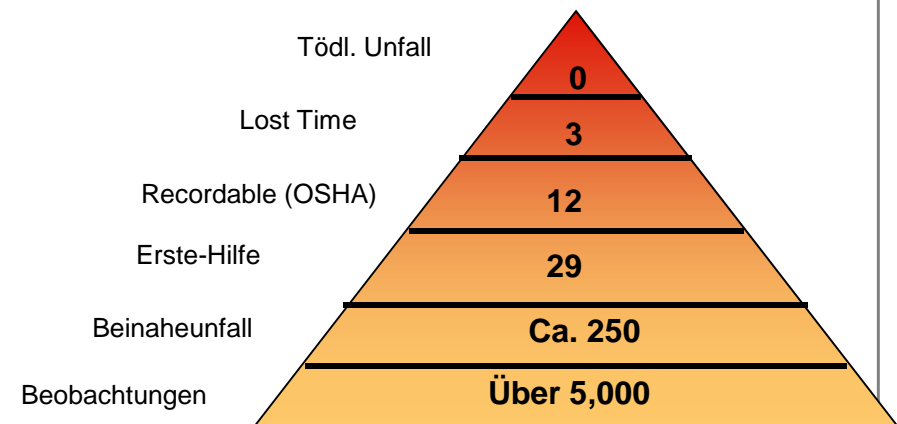 Tödl. Unfall
0
Lost Time
3
Recordable (OSHA)
12
Erste-Hilfe
29
Beinaheunfall
Ca. 250
Beobachtungen
Über 5,000